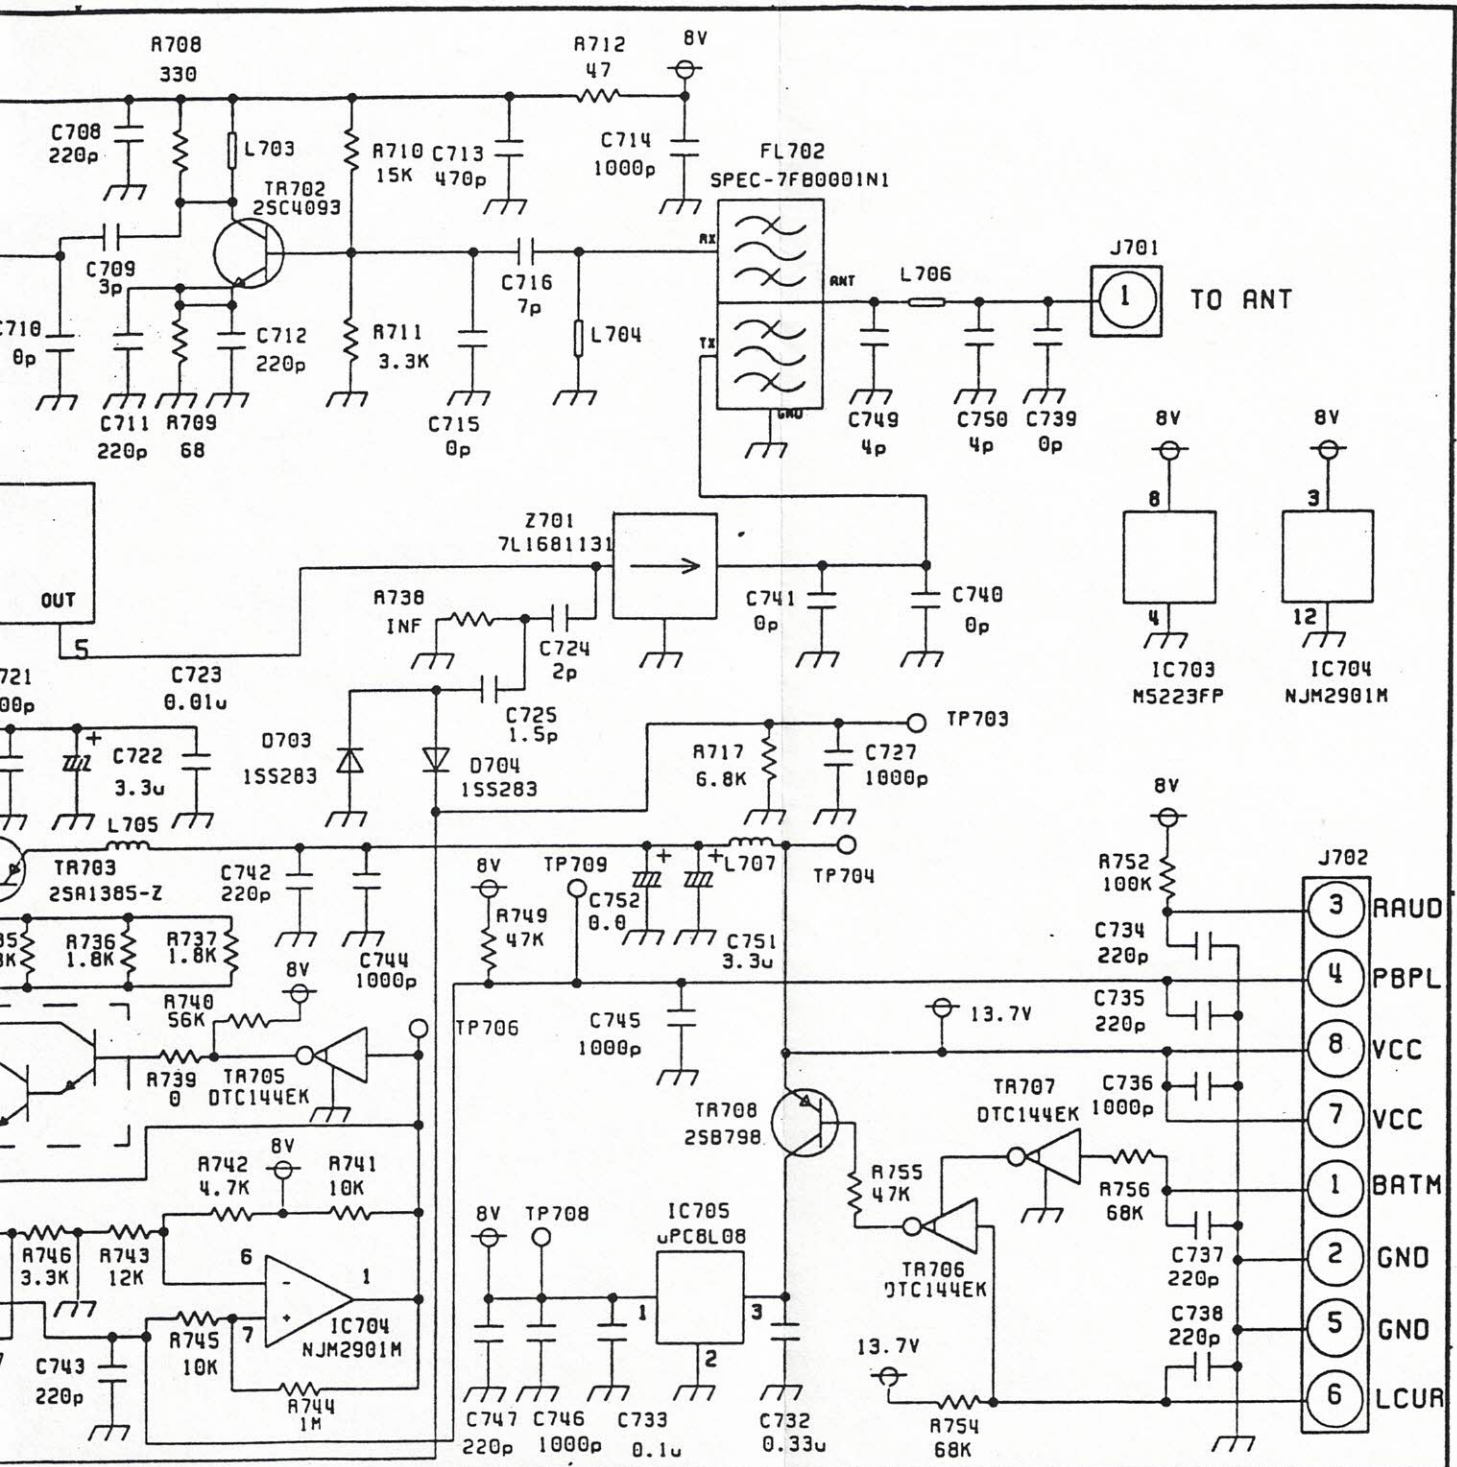 R708
330
R712
47
8V
C708
220p
L703
R710
15K
C713
470p
C714
1000p
FL702
SPEC-7FB0001N1
TR702
2SC4093
C709
3p
C716
7p
RX
ANT
TX
GND
L706
J701
1
TO ANT
C710
0p
C712
220p
R711
3.3K
L704
C711
220p
R709
68
C715
0p
C749
4p
C750
4p
C739
0p
8V
8V
8
3
4
12
IC703
M5223FP
IC704
NJM2901M
OUT
5
Z701
7L1681131
R738
INF
C724
2p
C741
0p
C740
0p
721
00p
C723
0.01u
C725
1.5p
TP703
+
C722
3.3u
D703
1SS283
D704
1SS283
R717
6.8K
C727
1000p
L705
TR703
2SA1385-Z
C742
220p
8V
TP709
+
+
L707
TP704
8V
R752
100K
J702
3
RAUD
R749
47K
C752
0.0
C751
3.3u
C734
220p
35
8K
R736
1.8K
R737
1.8K
C744
1000p
4
PBPL
8V
R740
56K
TP706
C745
1000p
13.7V
C735
220p
8
VCC
R739
0
TR705
DTC144EK
TR708
2SB798
TR707
DTC144EK
C736
1000p
7
VCC
R742
4.7K
8V
R741
10K
R755
47K
R756
68K
1
BATM
8V
TP708
IC705
uPC8L08
R746
3.3K
R743
12K
6
-
1
TR706
DTC144EK
C737
220p
2
GND
1
3
2
R745
10K
7
+
IC704
NJM2901M
13.7V
C738
220p
5
GND
C743
220p
R744
1M
R754
68K
6
LCUR
C747
220p
C746
1000p
C733
0.1u
C732
0.33u